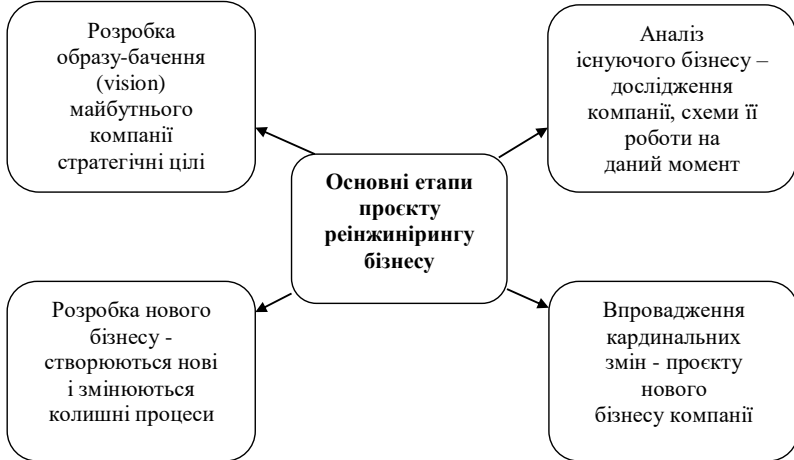 Розробка
образу-бачення
(vision)
майбутнього
компанії
стратегічні цілі
Аналіз
існуючого бізнесу –
дослідження
компанії, схеми її
роботи на
даний момент
Основні етапи
проєкту
реінжинірингу
бізнесу
Розробка нового
бізнесу -
створюються нові
і змінюються
колишні процеси
Впровадження
кардинальних
змін - проєкту
нового
бізнесу компанії